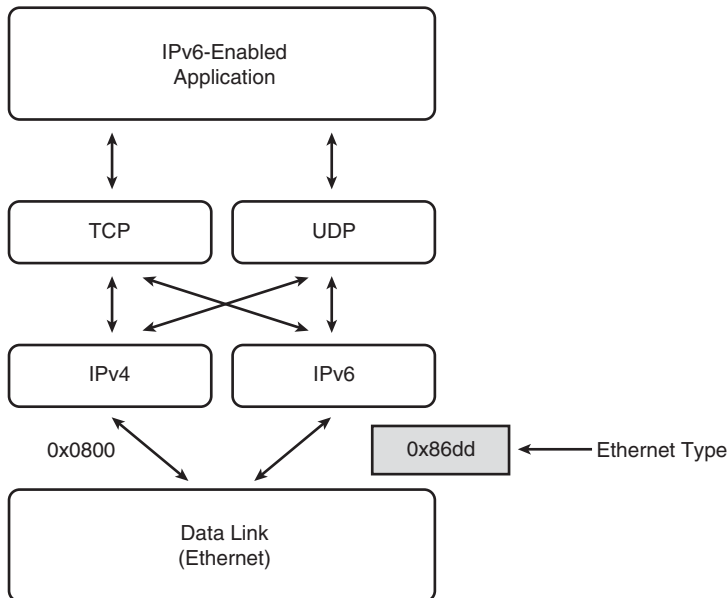 IPv6-Enabled
Application
TCP
UDP
IPv4
IPv6
0x0800
0x86dd
Ethernet Type
Data Link
(Ethernet)